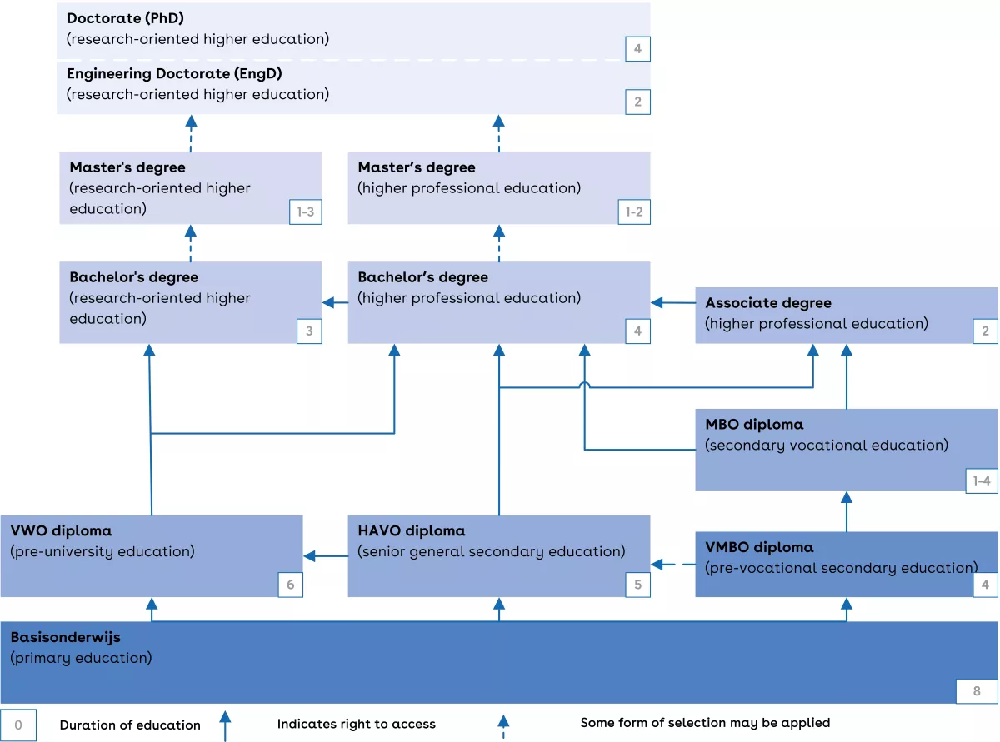 Doctorate (PhD)
(research-oriented higher education)
4
Engineering Doctorate (EngD)
(research-oriented higher education)
2
Master's degree
(research-oriented higher
education)
1-3
Master’s degree
(higher professional education)
1-2
Bachelor's degree
(research-oriented higher
education)
3
Bachelor’s degree
(higher professional education)
4
Associate degree
(higher professional education)
2
MBO diploma
(secondary vocational education)
1-4
VWO diploma
(pre-university education)
6
HAVO diploma
(senior general secondary education)
5
VMBO diploma
(pre-vocational secondary education)
4
Basisonderwijs
(primary education)
8
0
Duration of education
Indicates right to access
Some form of selection may be applied